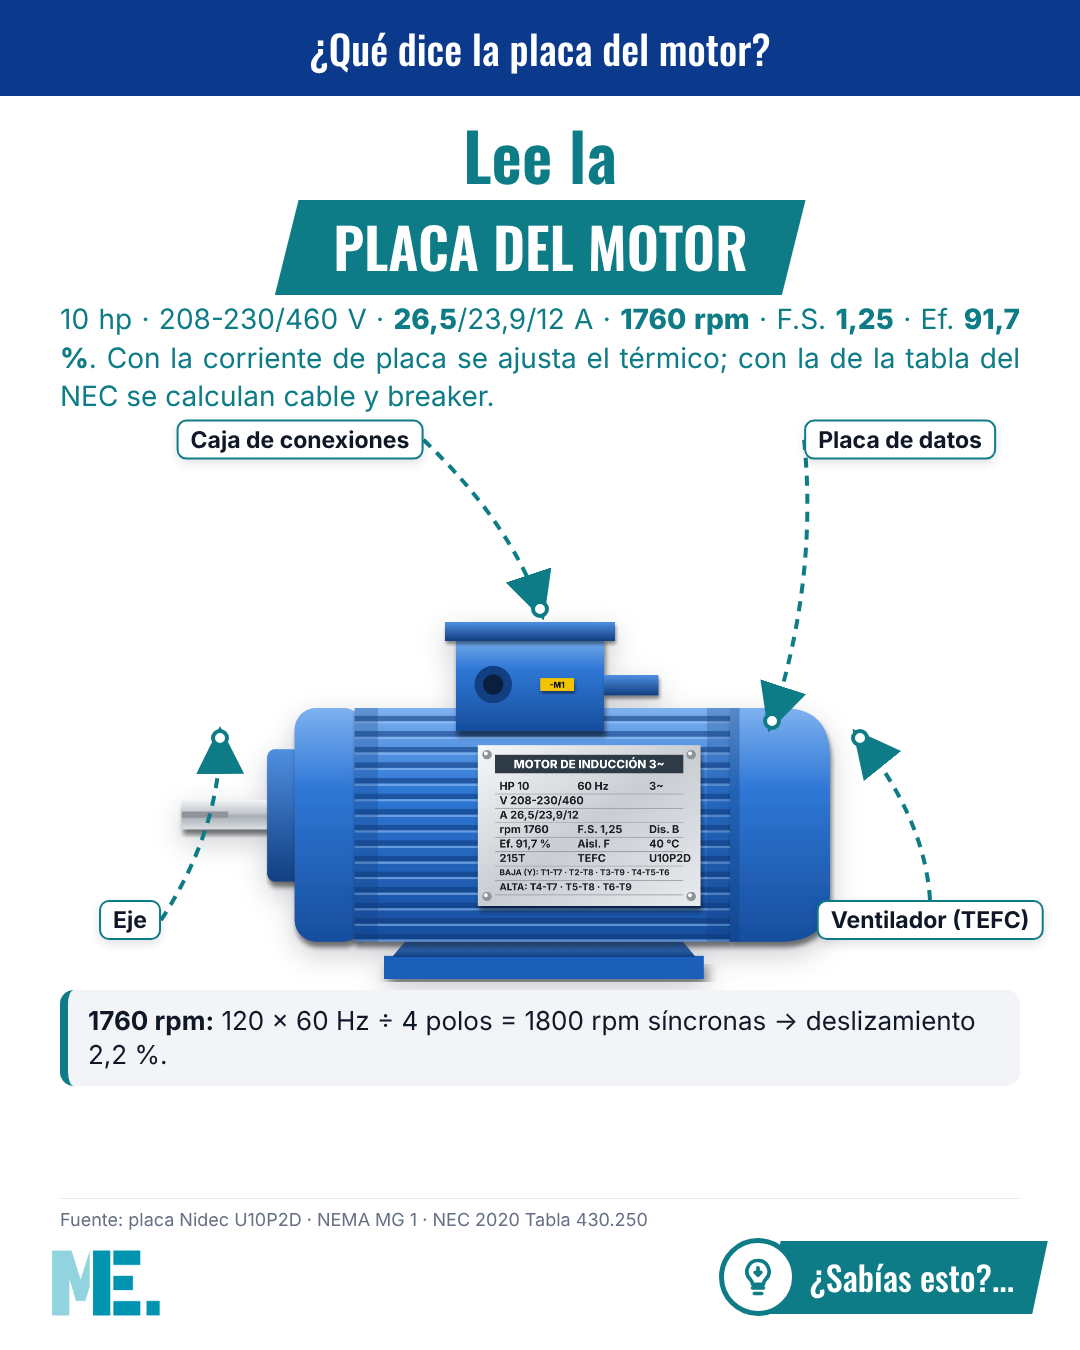 ¿Qué dice la placa del motor?
Lee la
PLACA DEL MOTOR
10 hp · 208-230/460 V · 26,5/23,9/12 A · 1760 rpm · F.S. 1,25 · Ef. 91,7
%. Con la corriente de placa se ajusta el térmico; con la de la tabla del
NEC se calculan cable y breaker.
Caja de conexiones
Placa de datos
-M1
MOTOR DE INDUCCIÓN 3~
HP 10 60 Hz 3~
V 208-230/460
A 26,5/23,9/12
rpm 1760 F.S. 1,25 Dis. B
Ef. 91,7 % Aisl. F 40 °C
215T TEFC U10P2D
BAJA (Y): T1-T7 · T2-T8 · T3-T9 · T4-T5-T6
ALTA: T4-T7 · T5-T8 · T6-T9
Eje
Ventilador (TEFC)
1760 rpm: 120 × 60 Hz ÷ 4 polos = 1800 rpm síncronas → deslizamiento
2,2 %.
Fuente: placa Nidec U10P2D · NEMA MG 1 · NEC 2020 Tabla 430.250
ME.
¿Sabías esto?...